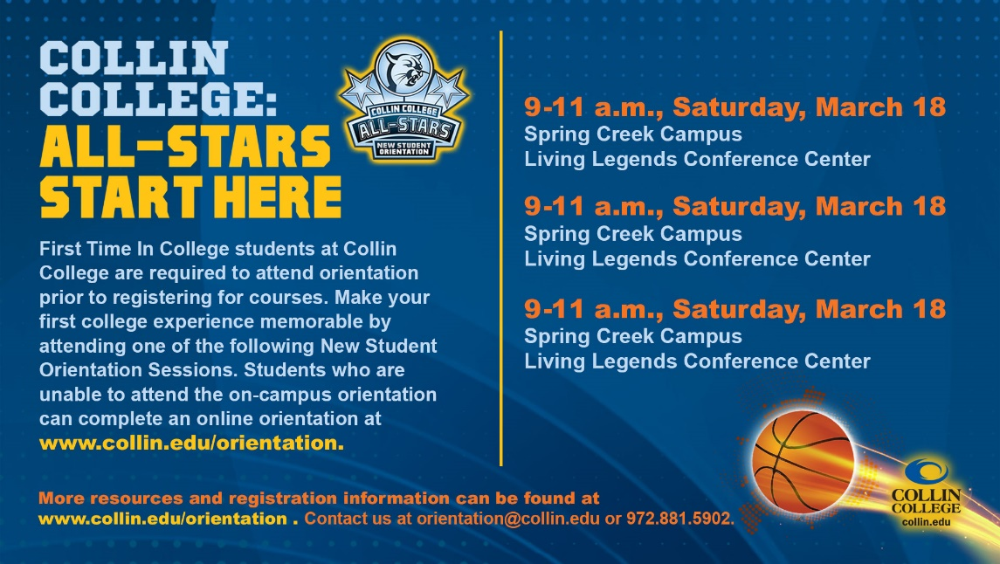 COLLIN
COLLEGE:
ALL-STARS
START HERE
COLLIN COLLEGE
ALL-STARS
NEW STUDENT
ORIENTATION
First Time In College students at Collin
College are required to attend orientation
prior to registering for courses. Make your
first college experience memorable by
attending one of the following New Student
Orientation Sessions. Students who are
unable to attend the on-campus orientation
can complete an online orientation at
www.collin.edu/orientation.
9-11 a.m., Saturday, March 18
Spring Creek Campus
Living Legends Conference Center
9-11 a.m., Saturday, March 18
Spring Creek Campus
Living Legends Conference Center
9-11 a.m., Saturday, March 18
Spring Creek Campus
Living Legends Conference Center
More resources and registration information can be found at
www.collin.edu/orientation . Contact us at orientation@collin.edu or 972.881.5902.
COLLIN
COLLEGE
collin.edu